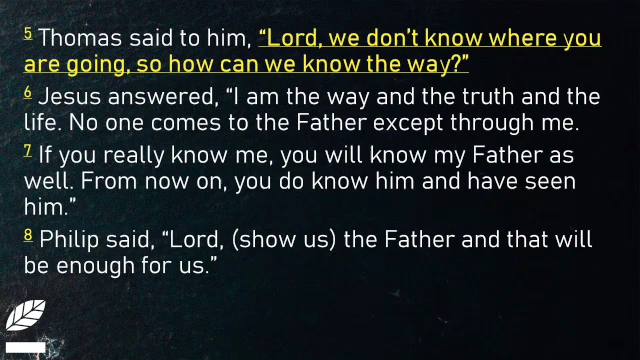 5 Thomas said to him, “Lord, we don’t know where you
are going, so how can we know the way?”
6 Jesus answered, “I am the way and the truth and the
life. No one comes to the Father except through me.
7 If you really know me, you will know my Father as
well. From now on, you do know him and have seen
him.”
8 Philip said, “Lord, (show us) the Father and that will
be enough for us.”